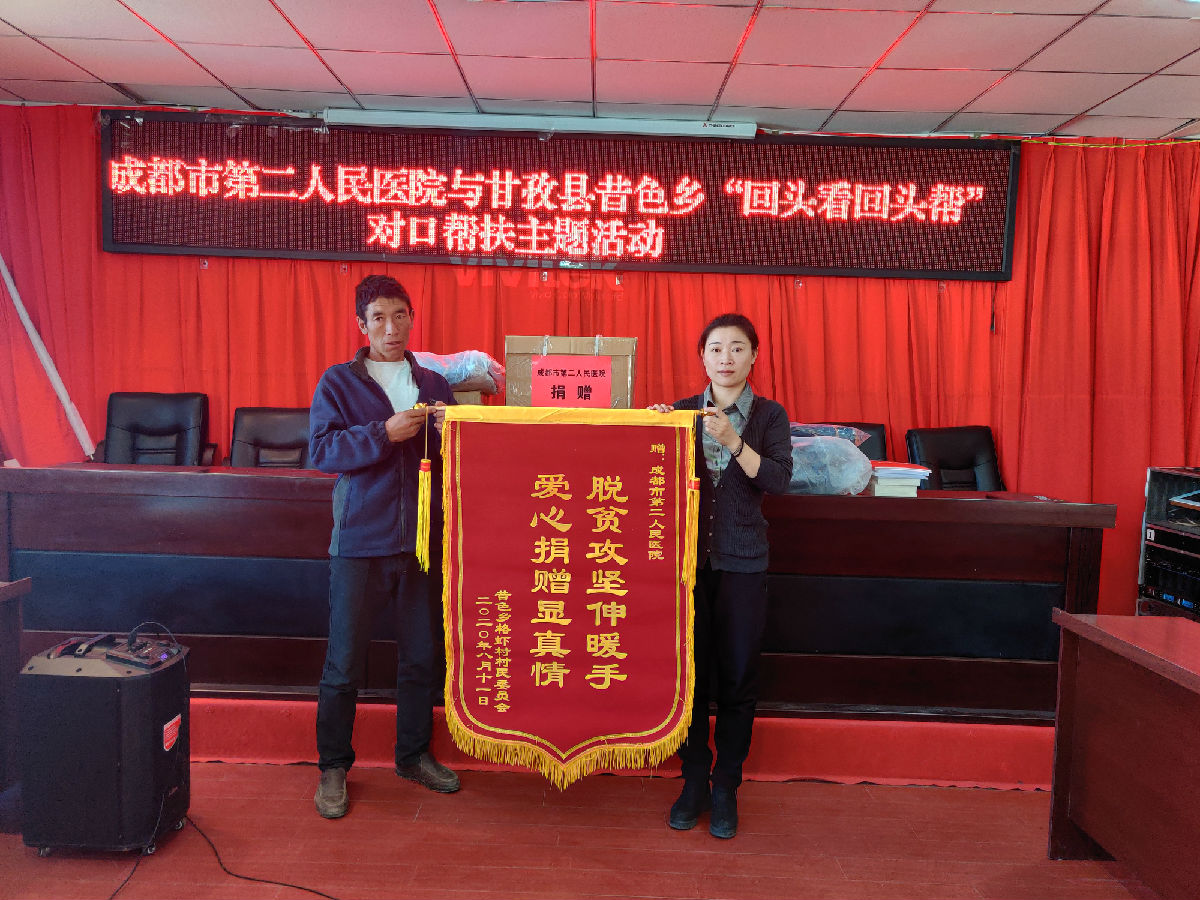 成都市第二人民医院与甘孜县昔色乡“回头看回头帮”
对口帮扶主题活动
vivitek
成都市第二人民医院
捐赠
赠：成都市第二人民医院
脱贫攻坚伸暖手
爱心捐赠显真情
昔色乡格虾村村民委员会
二〇二〇年八月十一日